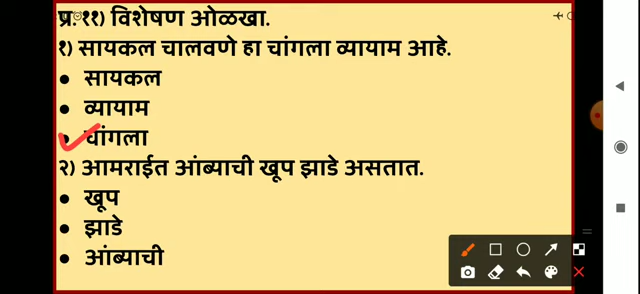 प्र.११) विशेषण ओळखा.
१) सायकल चालवणे हा चांगला व्यायाम आहे.
● सायकल
● व्यायाम
● चांगला
२) आमराईत आंब्याची खूप झाडे असतात.
● खूप
● झाडे
● आंब्याची